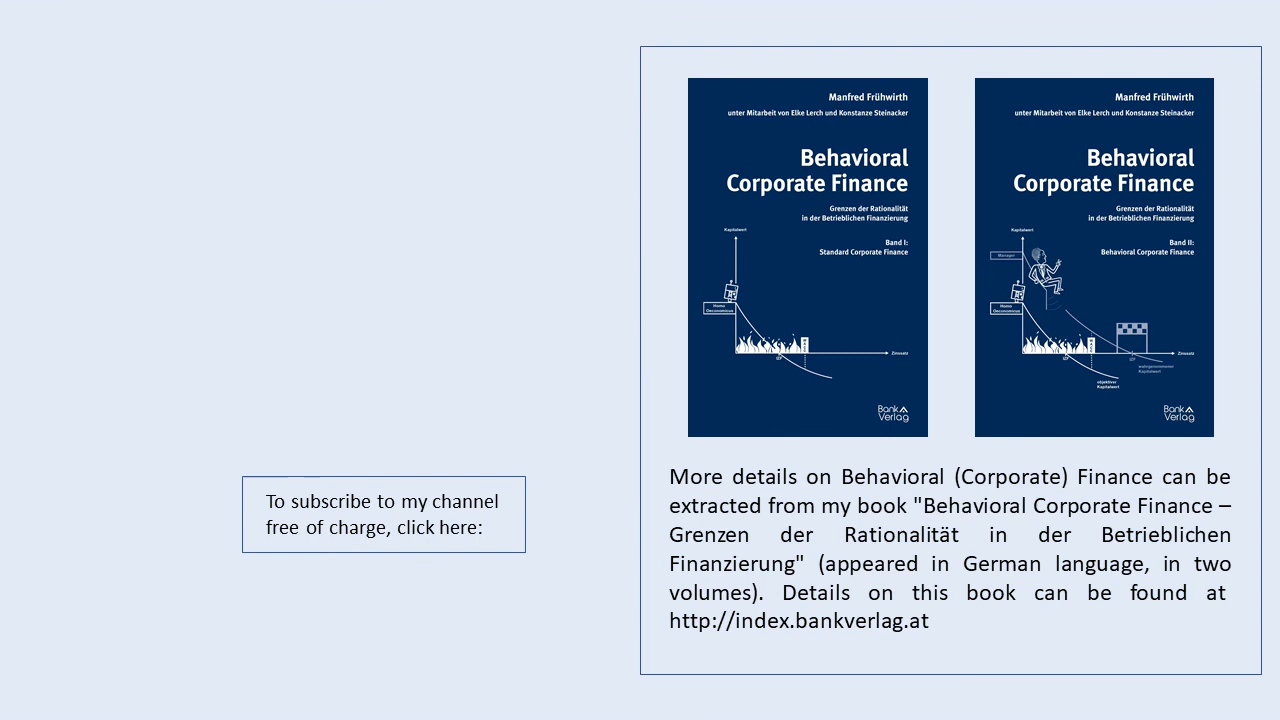 Manfred Frühwirth
unter Mitarbeit von Elke Lerch und Konstanze Steinacker
Behavioral
Corporate Finance
Grenzen der Rationalität
in der Betrieblichen Finanzierung
Band I:
Standard Corporate Finance
Kapitalwert
Homo
Oeconomicus
IZF
Zinssatz
Bank
Verlag
Manfred Frühwirth
unter Mitarbeit von Elke Lerch und Konstanze Steinacker
Behavioral
Corporate Finance
Grenzen der Rationalität
in der Betrieblichen Finanzierung
Band II:
Behavioral Corporate Finance
Kapitalwert
Manager
Homo
Oeconomicus
IZF
IZF
Zinssatz
wahrgenommener
Kapitalwert
objektiver
Kapitalwert
Bank
Verlag
To subscribe to my channel
free of charge, click here:
More details on Behavioral (Corporate) Finance can be
extracted from my book "Behavioral Corporate Finance –
Grenzen der Rationalität in der Betrieblichen
Finanzierung" (appeared in German language, in two
volumes). Details on this book can be found at
http://index.bankverlag.at